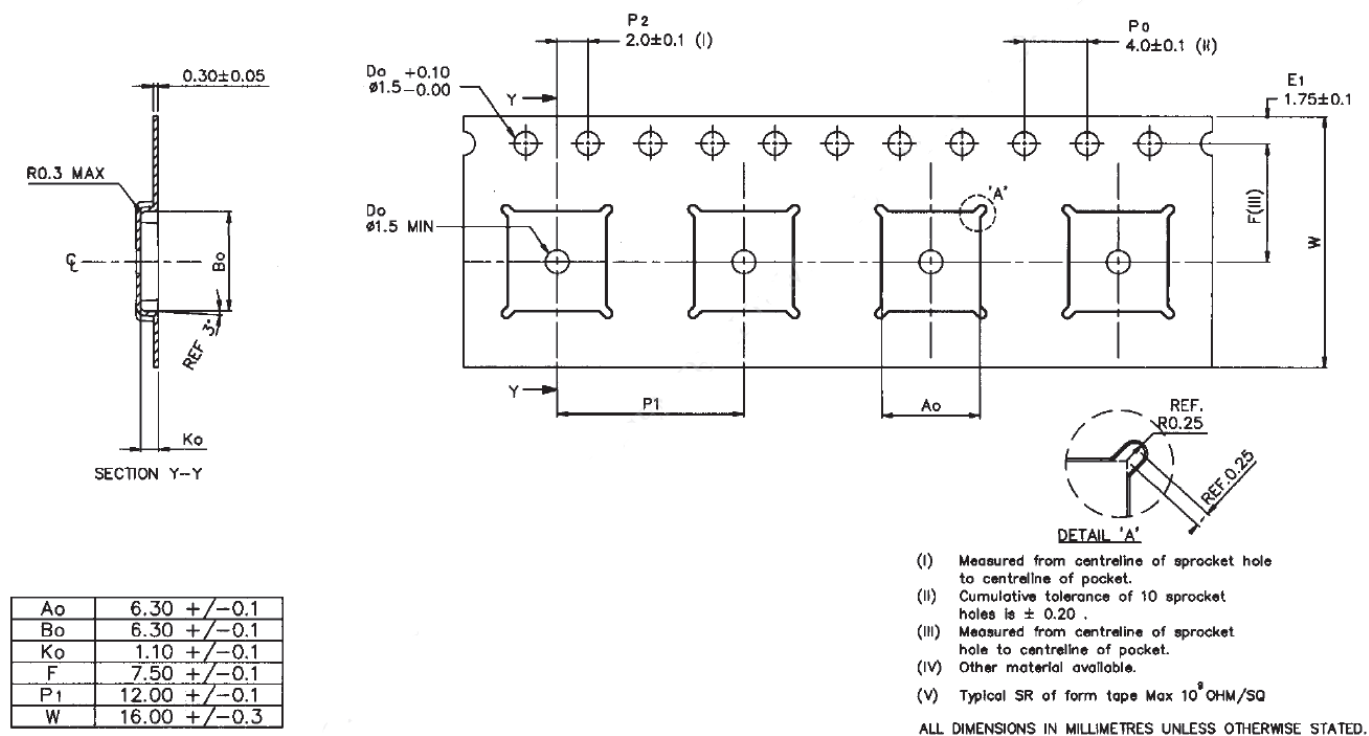 P2
2.0±0.1 (I)
Po
4.0±0.1 (II)
0.30±0.05
Do +0.10
ø1.5-0.00
E1
1.75±0.1
Y
R0.3 MAX
'A'
Do
ø1.5 MIN
F(III)
W
℄
Bo
REF 3°
Y
P1
Ao
Ko
SECTION Y-Y
REF.
R0.25
REF.0.25
DETAIL 'A'
(I) Measured from centreline of sprocket hole
to centreline of pocket.
(II) Cumulative tolerance of 10 sprocket
holes is ± 0.20 .
(III) Measured from centreline of sprocket
hole to centreline of pocket.
(IV) Other material available.
(V) Typical SR of form tape Max 10⁹ OHM/SQ
ALL DIMENSIONS IN MILLIMETRES UNLESS OTHERWISE STATED.
Ao 6.30 +/-0.1
Bo 6.30 +/-0.1
Ko 1.10 +/-0.1
F 7.50 +/-0.1
P1 12.00 +/-0.1
W 16.00 +/-0.3